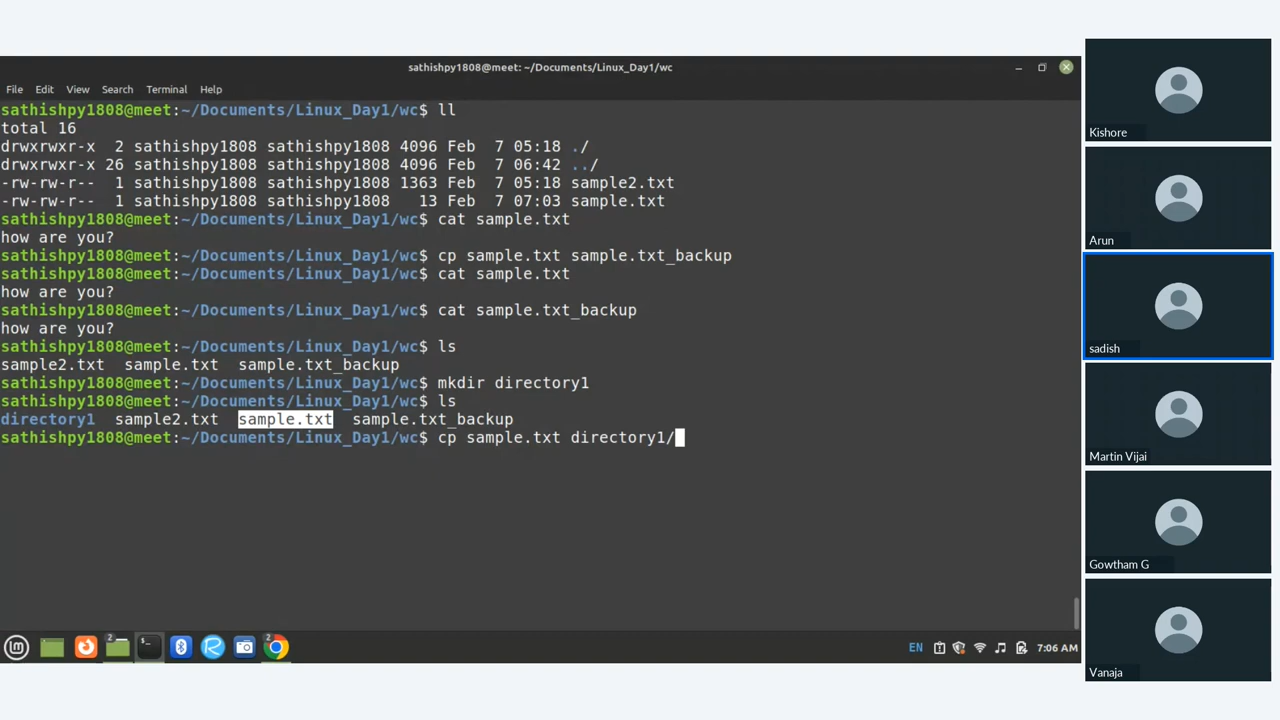 sathishpy1808@meet: ~/Documents/Linux_Day1/wc
File Edit View Search Terminal Help
sathishpy1808@meet:~/Documents/Linux_Day1/wc$ ll
total 16
drwxrwxr-x 2 sathishpy1808 sathishpy1808 4096 Feb 7 05:18 ./
drwxrwxr-x 26 sathishpy1808 sathishpy1808 4096 Feb 7 06:42 ../
-rw-rw-r-- 1 sathishpy1808 sathishpy1808 1363 Feb 7 05:18 sample2.txt
-rw-rw-r-- 1 sathishpy1808 sathishpy1808 13 Feb 7 07:03 sample.txt
sathishpy1808@meet:~/Documents/Linux_Day1/wc$ cat sample.txt
how are you?
sathishpy1808@meet:~/Documents/Linux_Day1/wc$ cp sample.txt sample.txt_backup
sathishpy1808@meet:~/Documents/Linux_Day1/wc$ cat sample.txt
how are you?
sathishpy1808@meet:~/Documents/Linux_Day1/wc$ cat sample.txt_backup
how are you?
sathishpy1808@meet:~/Documents/Linux_Day1/wc$ ls
sample2.txt sample.txt sample.txt_backup
sathishpy1808@meet:~/Documents/Linux_Day1/wc$ mkdir directory1
sathishpy1808@meet:~/Documents/Linux_Day1/wc$ ls
directory1 sample2.txt sample.txt sample.txt_backup
sathishpy1808@meet:~/Documents/Linux_Day1/wc$ cp sample.txt directory1/
2 2
EN 7:06 AM
Kishore
Arun
sadish
Martin Vijai
Gowtham G
Vanaja